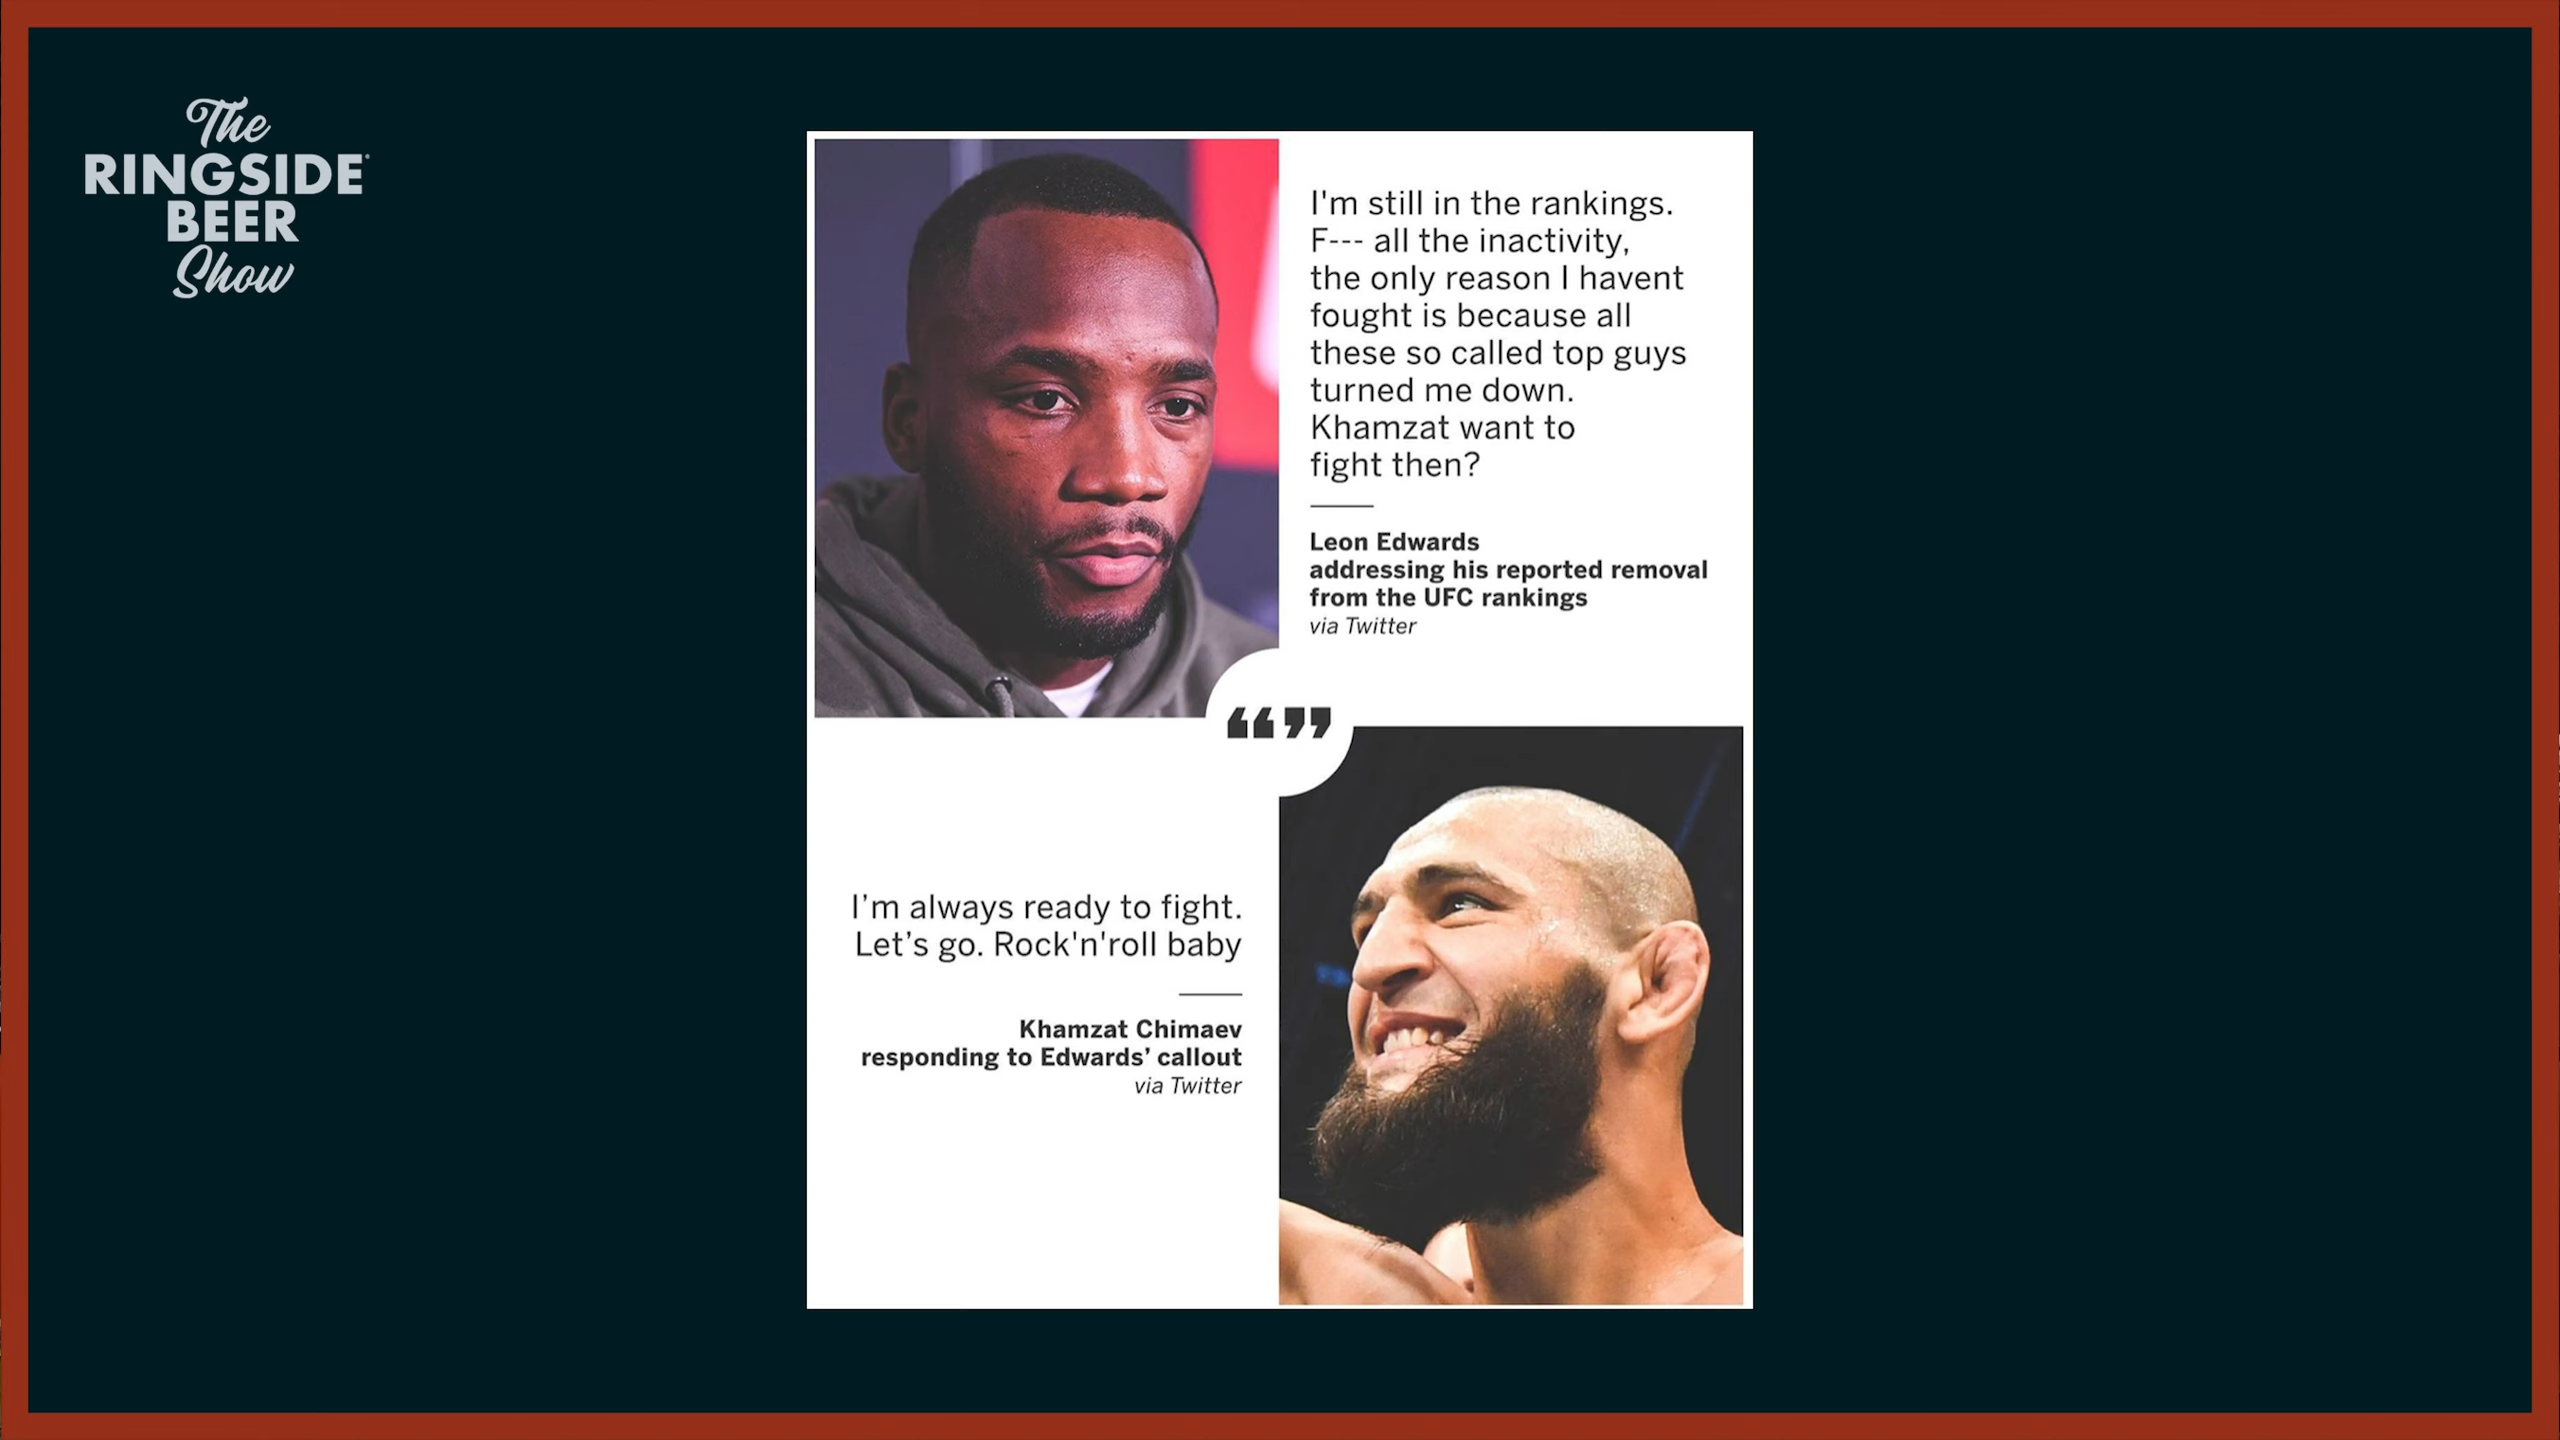 The
RINGSIDE
BEER
Show
I'm still in the rankings.
F--- all the inactivity,
the only reason I havent
fought is because all
these so called top guys
turned me down.
Khamzat want to
fight then?
Leon Edwards
addressing his reported removal
from the UFC rankings
via Twitter
“”
I’m always ready to fight.
Let’s go. Rock'n'roll baby
Khamzat Chimaev
responding to Edwards’ callout
via Twitter